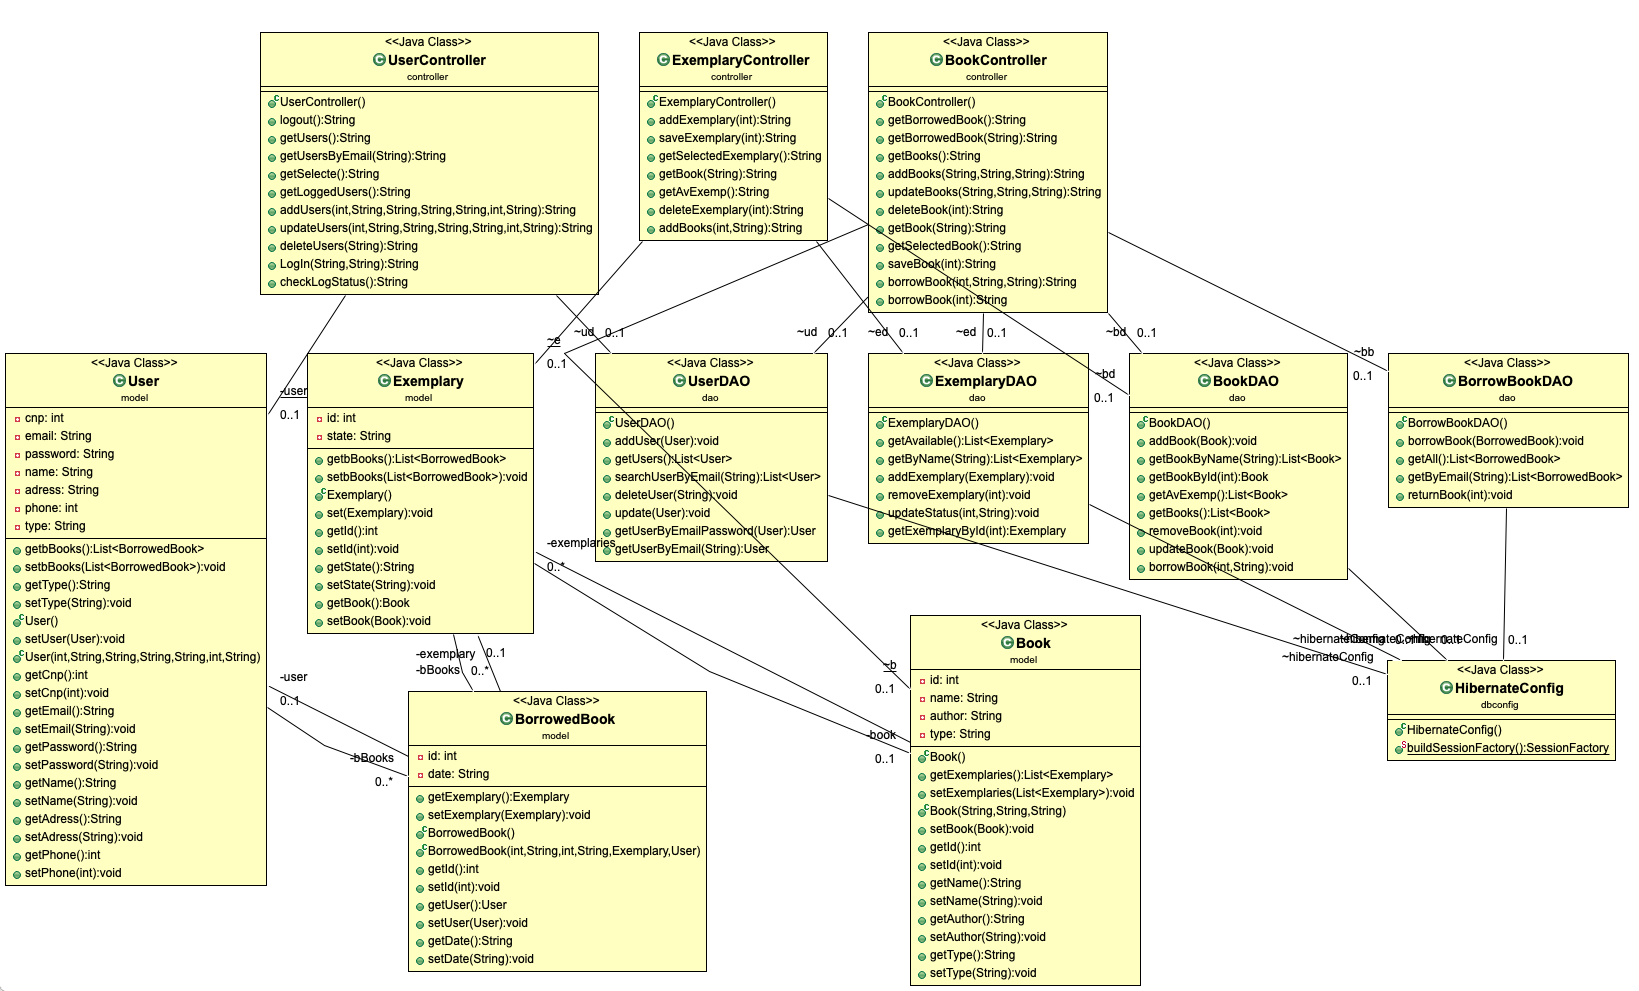 <<Java Class>>
UserController
controller
UserController()
logout():String
getUsers():String
getUsersByEmail(String):String
getSelecte():String
getLoggedUsers():String
addUsers(int,String,String,String,String,int,String):String
updateUsers(int,String,String,String,String,int,String):String
deleteUsers(String):String
LogIn(String,String):String
checkLogStatus():String
<<Java Class>>
ExemplaryController
controller
ExemplaryController()
addExemplary(int):String
saveExemplary(int):String
getSelectedExemplary():String
getBook(String):String
getAvExemp():String
deleteExemplary(int):String
addBooks(int,String):String
<<Java Class>>
BookController
controller
BookController()
getBorrowedBook():String
getBorrowedBook(String):String
getBooks():String
addBooks(String,String,String):String
updateBooks(String,String,String):String
deleteBook(int):String
getBook(String):String
getSelectedBook():String
saveBook(int):String
borrowBook(int,String,String):String
borrowBook(int):String
~e
0..1
~ud 0..1
~ud 0..1
~ed 0..1
~ed 0..1
~bd 0..1
~bd
0..1
~bb
0..1
-user
0..1
<<Java Class>>
User
model
cnp: int
email: String
password: String
name: String
adress: String
phone: int
type: String
getbBooks():List<BorrowedBook>
setbBooks(List<BorrowedBook>):void
getType():String
setType(String):void
User()
setUser(User):void
User(int,String,String,String,String,int,String)
getCnp():int
setCnp(int):void
getEmail():String
setEmail(String):void
getPassword():String
setPassword(String):void
getName():String
setName(String):void
getAdress():String
setAdress(String):void
getPhone():int
setPhone(int):void
<<Java Class>>
Exemplary
model
id: int
state: String
getbBooks():List<BorrowedBook>
setbBooks(List<BorrowedBook>):void
Exemplary()
set(Exemplary):void
getId():int
setId(int):void
getState():String
setState(String):void
getBook():Book
setBook(Book):void
<<Java Class>>
UserDAO
dao
UserDAO()
addUser(User):void
getUsers():List<User>
searchUserByEmail(String):List<User>
deleteUser(String):void
update(User):void
getUserByEmailPassword(User):User
getUserByEmail(String):User
<<Java Class>>
ExemplaryDAO
dao
ExemplaryDAO()
getAvailable():List<Exemplary>
getByName(String):List<Exemplary>
addExemplary(Exemplary):void
removeExemplary(int):void
updateStatus(int,String):void
getExemplaryById(int):Exemplary
<<Java Class>>
BookDAO
dao
BookDAO()
addBook(Book):void
getBookByName(String):List<Book>
getBookById(int):Book
getAvExemp():List<Book>
getBooks():List<Book>
removeBook(int):void
updateBook(Book):void
borrowBook(int,String):void
<<Java Class>>
BorrowBookDAO
dao
BorrowBookDAO()
borrowBook(BorrowedBook):void
getAll():List<BorrowedBook>
getByEmail(String):List<BorrowedBook>
returnBook(int):void
-exemplaries
0..*
-exemplary 0..1
-bBooks 0..*
-user
0..1
-bBooks
0..*
~b
0..1
-book
0..1
0..1
~hibernateConfig
0..1
<<Java Class>>
BorrowedBook
model
id: int
date: String
getExemplary():Exemplary
setExemplary(Exemplary):void
BorrowedBook()
BorrowedBook(int,String,int,String,Exemplary,User)
getId():int
setId(int):void
getUser():User
setUser(User):void
getDate():String
setDate(String):void
<<Java Class>>
Book
model
id: int
name: String
author: String
type: String
Book()
getExemplaries():List<Exemplary>
setExemplaries(List<Exemplary>):void
Book(String,String,String)
setBook(Book):void
getId():int
setId(int):void
getName():String
setName(String):void
getAuthor():String
setAuthor(String):void
getType():String
setType(String):void
<<Java Class>>
HibernateConfig
dbconfig
HibernateConfig()
buildSessionFactory():SessionFactory